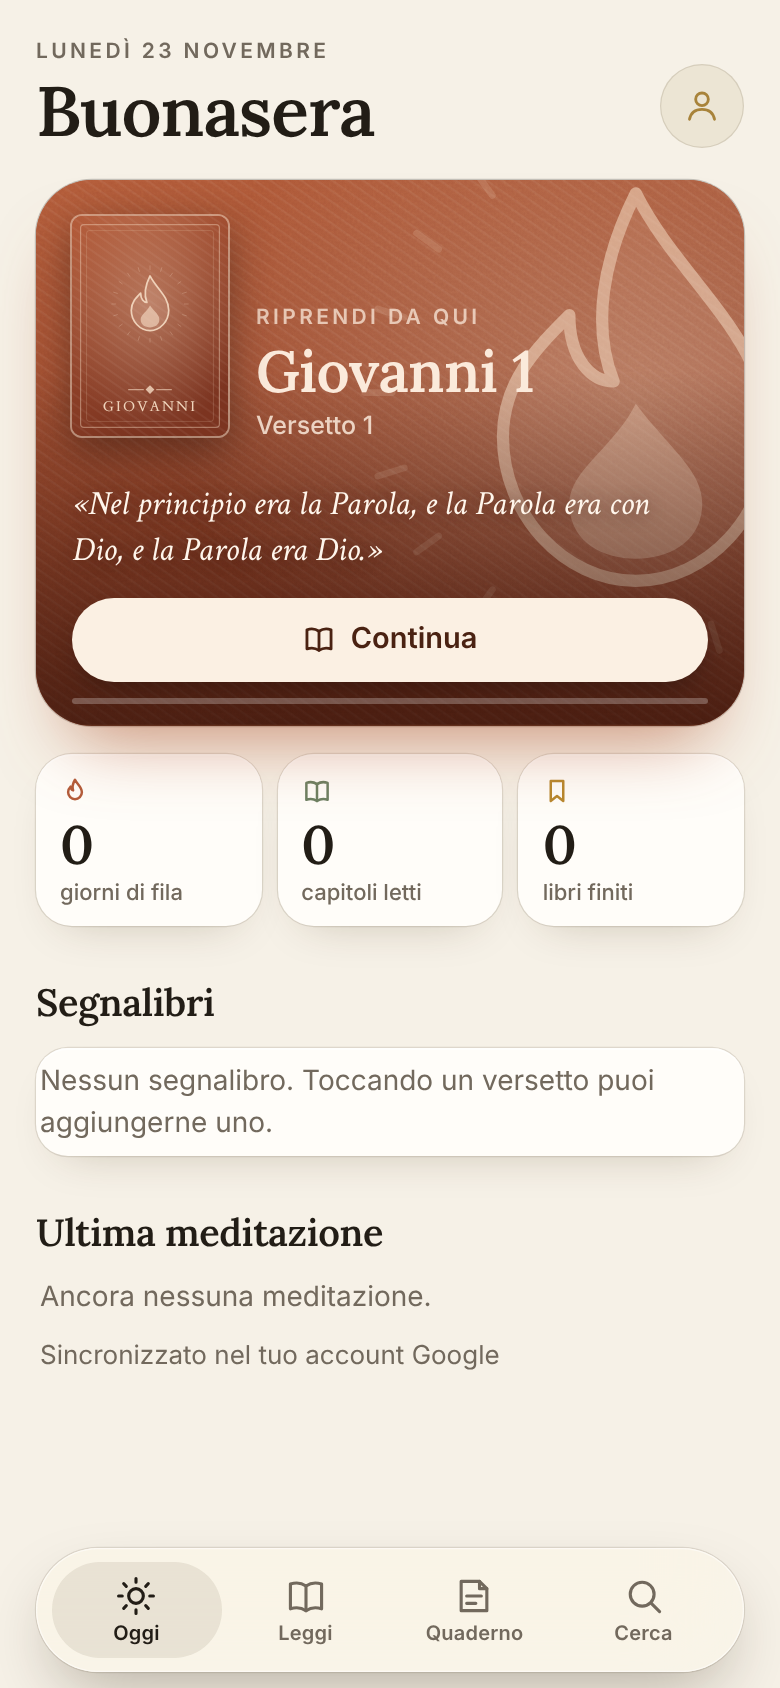 LUNEDÌ 23 NOVEMBRE
Buonasera
GIOVANNI
RIPRENDI DA QUI
Giovanni 1
Versetto 1
«Nel principio era la Parola, e la Parola era con
Dio, e la Parola era Dio.»
Continua
0
giorni di fila
0
capitoli letti
0
libri finiti
Segnalibri
Nessun segnalibro. Toccando un versetto puoi
aggiungerne uno.
Ultima meditazione
Ancora nessuna meditazione.
Sincronizzato nel tuo account Google
Oggi
Leggi
Quaderno
Cerca